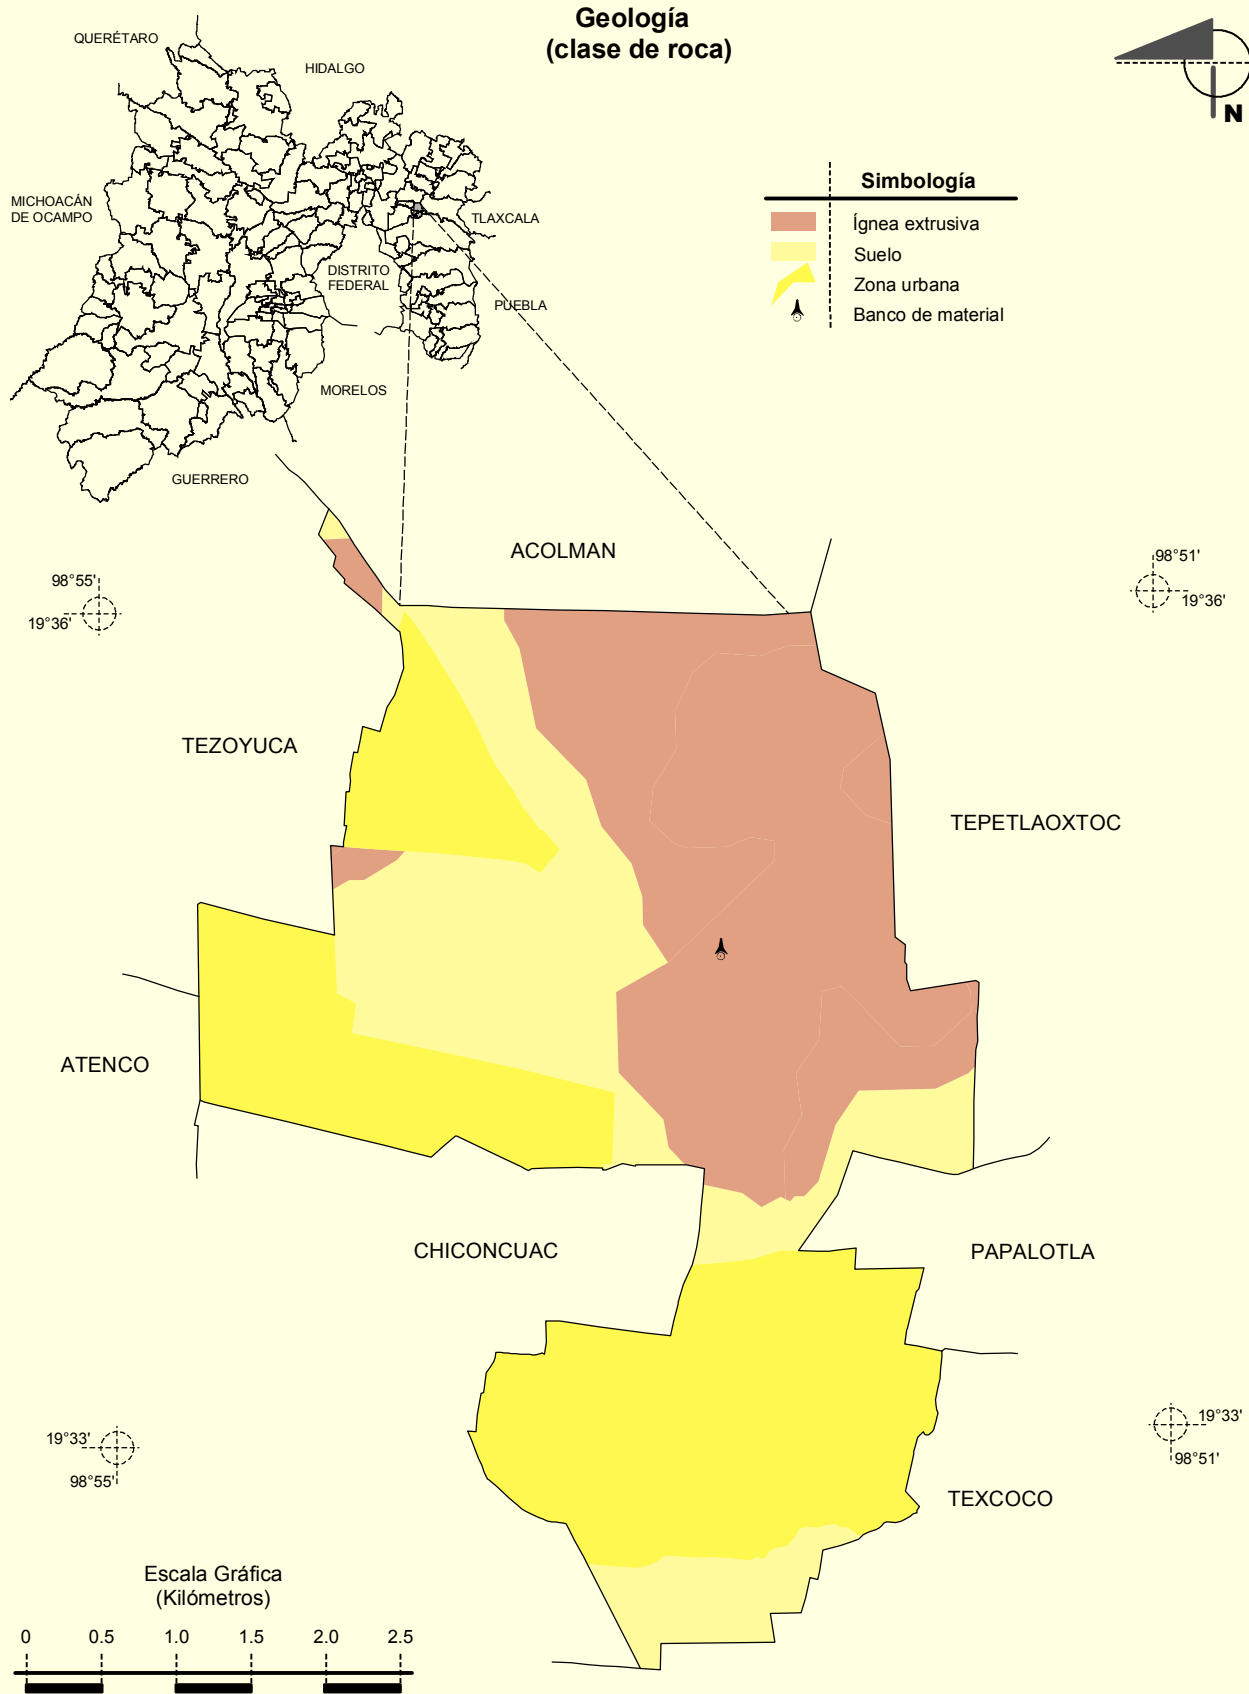 Geología
(clase de roca)
QUERÉTARO
HIDALGO
MICHOACÁN
DE OCAMPO
TLAXCALA
DISTRITO
FEDERAL
PUEBLA
MORELOS
GUERRERO
N
Simbología
Ígnea extrusiva
Suelo
Zona urbana
Banco de material
ACOLMAN
98°55'
19°36'
98°51'
19°36'
TEZOYUCA
TEPETLAOXTOC
ATENCO
CHICONCUAC
PAPALOTLA
19°33'
98°55'
19°33'
98°51'
TEXCOCO
Escala Gráfica
(Kilómetros)
0 0.5 1.0 1.5 2.0 2.5